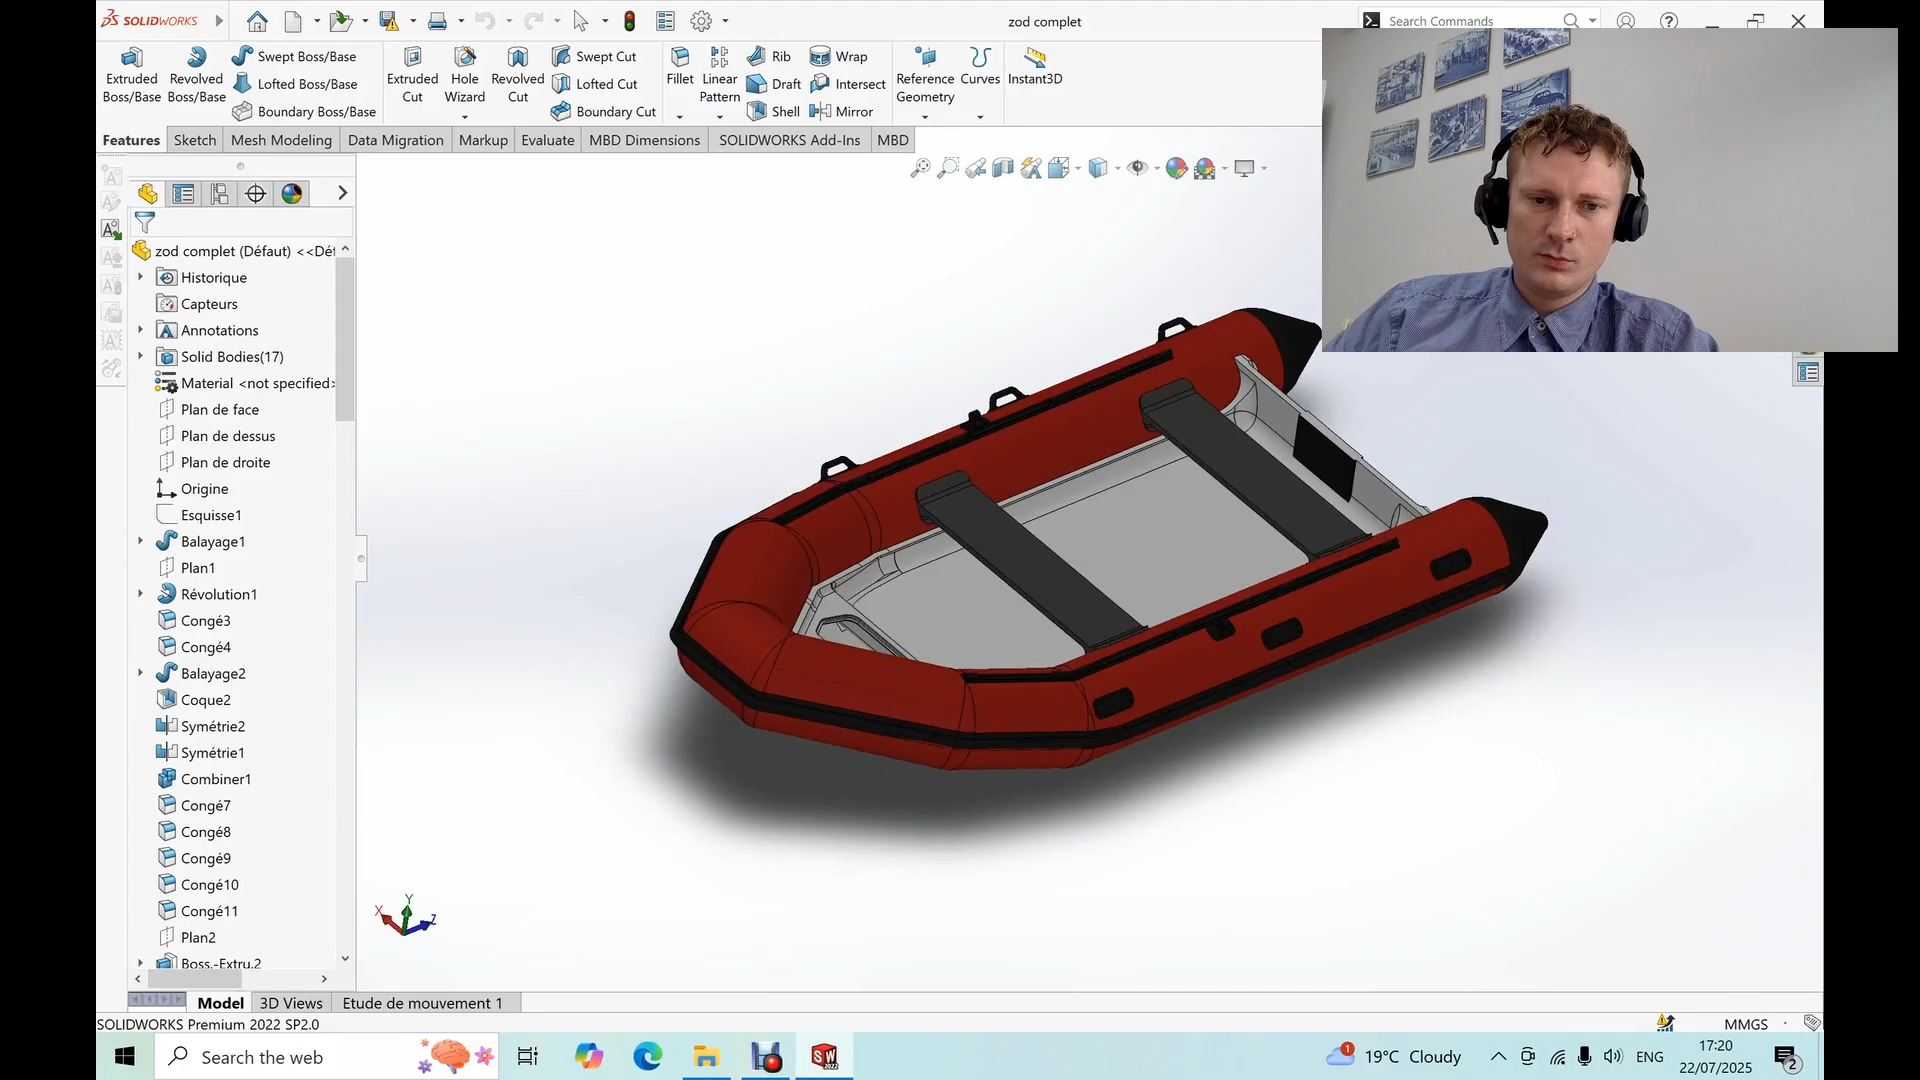 SOLIDWORKS
zod complet
Search Commands
Extruded Boss/Base
Revolved Boss/Base
Swept Boss/Base
Lofted Boss/Base
Boundary Boss/Base
Extruded Cut
Hole Wizard
Revolved Cut
Swept Cut
Lofted Cut
Boundary Cut
Fillet
Linear Pattern
Rib
Draft
Shell
Wrap
Intersect
Mirror
Reference Geometry
Curves
Instant3D
Features
Sketch
Mesh Modeling
Data Migration
Markup
Evaluate
MBD Dimensions
SOLIDWORKS Add-Ins
MBD
zod complet (Défaut) <<Déf
Historique
Capteurs
Annotations
Solid Bodies(17)
Material <not specified>
Plan de face
Plan de dessus
Plan de droite
Origine
Esquisse1
Balayage1
Plan1
Révolution1
Congé3
Congé4
Balayage2
Coque2
Symétrie2
Symétrie1
Combiner1
Congé7
Congé8
Congé9
Congé10
Congé11
Plan2
Boss.-Extru.2
Y
X
Z
Model
3D Views
Etude de mouvement 1
SOLIDWORKS Premium 2022 SP2.0
MMGS
Search the web
SW
2022
1
19°C Cloudy
ENG
17:20
22/07/2025
2